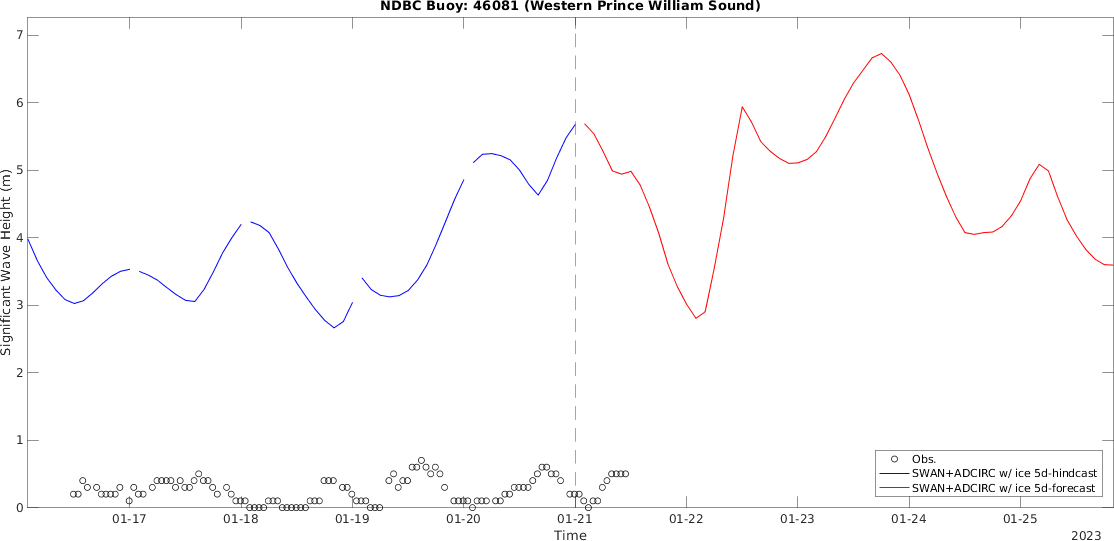 NDBC Buoy: 46081 (Western Prince William Sound)
Significant Wave Height (m)
7
6
5
4
3
2
1
0
Obs.
SWAN+ADCIRC w/ ice 5d-hindcast
SWAN+ADCIRC w/ ice 5d-forecast
01-17 01-18 01-19 01-20 01-21 01-22 01-23 01-24 01-25
Time
2023